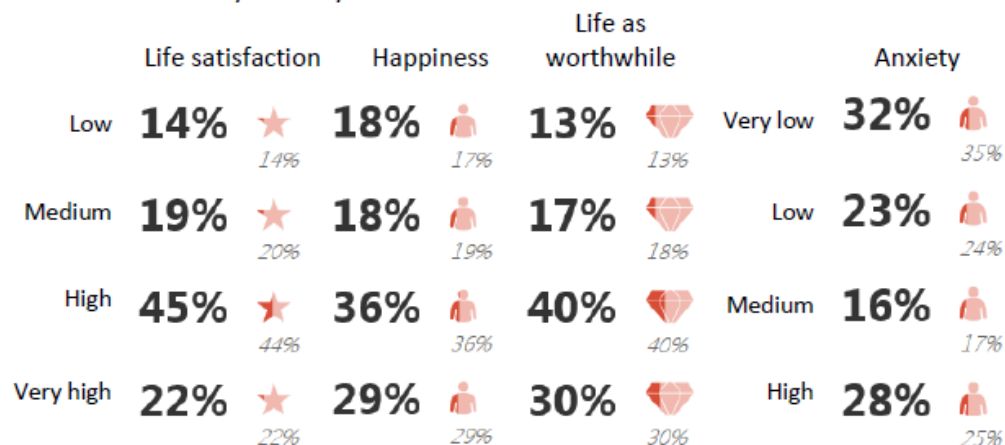 Life satisfaction Happiness Life as worthwhile Anxiety
Low 14% 18% 13% Very low 32%
14% 17% 13% 35%
Medium 19% 18% 17% Low 23%
20% 19% 18% 24%
High 45% 36% 40% Medium 16%
44% 36% 40% 17%
Very high 22% 29% 30% High 28%
22% 29% 30% 25%